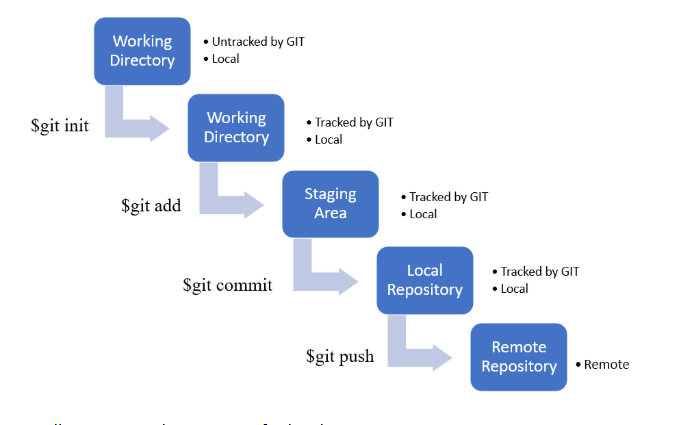 Working
Directory
• Untracked by GIT
• Local
$git init
Working
Directory
• Tracked by GIT
• Local
$git add
Staging
Area
• Tracked by GIT
• Local
$git commit
Local
Repository
• Tracked by GIT
• Local
$git push
Remote
Repository
• Remote